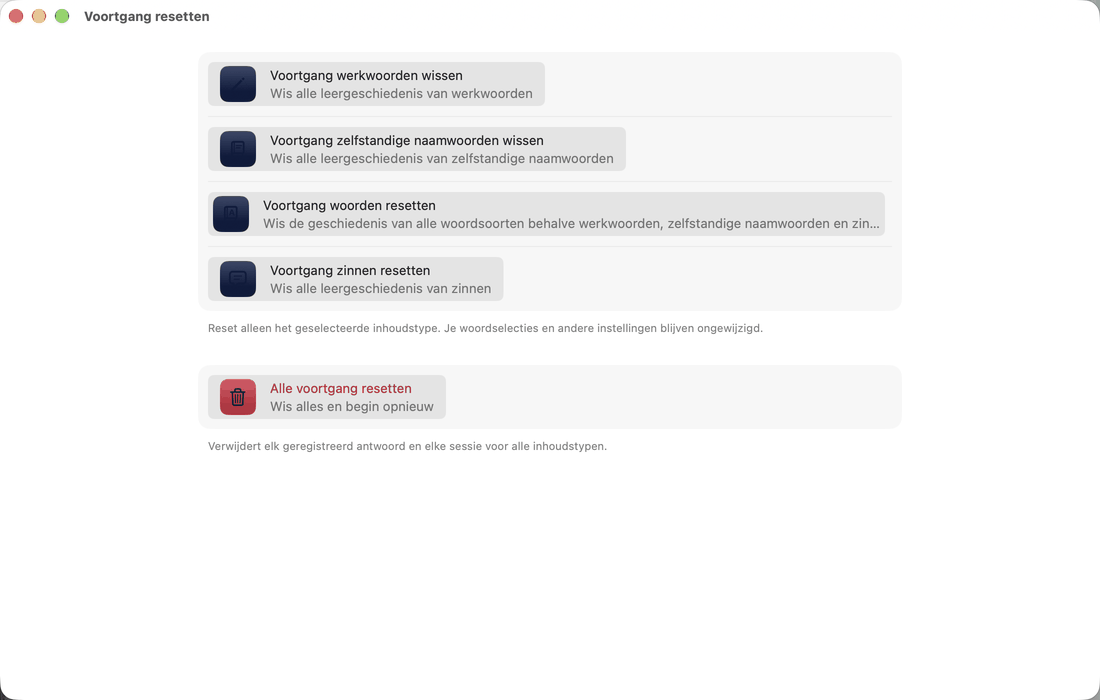 Voortgang resetten
Voortgang werkwoorden wissen
Wis alle leergeschiedenis van werkwoorden
Voortgang zelfstandige naamwoorden wissen
Wis alle leergeschiedenis van zelfstandige naamwoorden
Voortgang woorden resetten
Wis de geschiedenis van alle woordsoorten behalve werkwoorden, zelfstandige naamwoorden en zin...
Voortgang zinnen resetten
Wis alle leergeschiedenis van zinnen
Reset alleen het geselecteerde inhoudstype. Je woordselecties en andere instellingen blijven ongewijzigd.
Alle voortgang resetten
Wis alles en begin opnieuw
Verwijdert elk geregistreerd antwoord en elke sessie voor alle inhoudstypen.